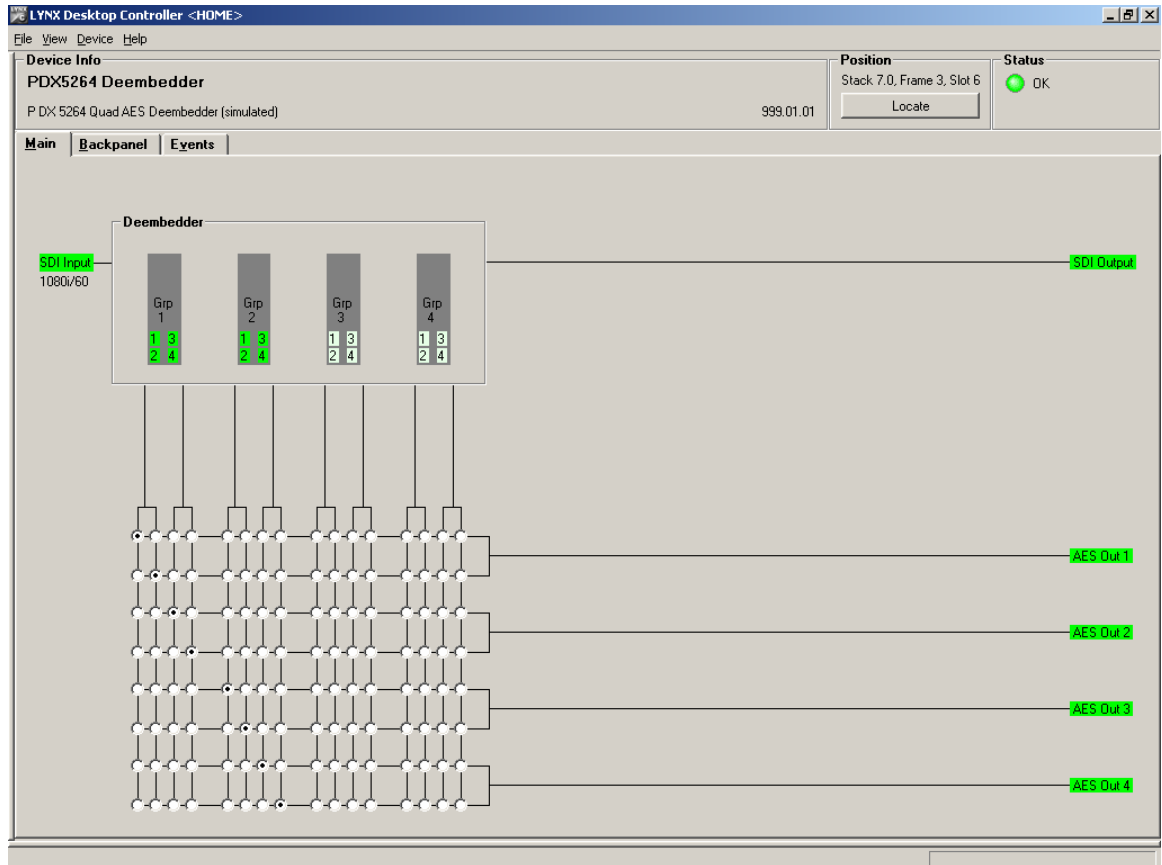 LYNX Desktop Controller <HOME>
File View Device Help
Device Info
Position
Status
PDX5264 Deembedder
Stack 7.0, Frame 3, Slot 6
OK
P DX 5264 Quad AES Deembedder (simulated)
999.01.01
Locate
Main Backpanel Events
Deembedder
SDI Input
SDI Output
1080i/60
Grp 1
Grp 2
Grp 3
Grp 4
1 3 1 3 1 3 1 3
2 4 2 4 2 4 2 4
AES Out 1
AES Out 2
AES Out 3
AES Out 4